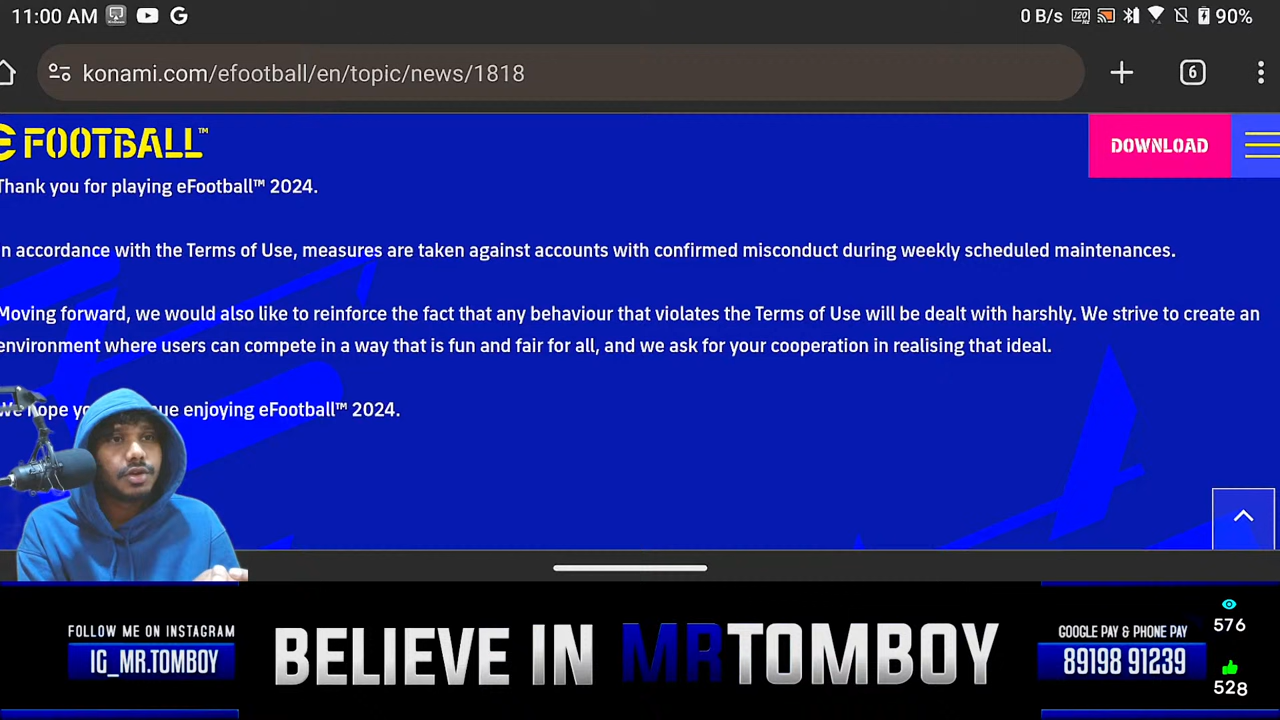 11:00 AM
0 B/s 120 Hz 90%
konami.com/efootball/en/topic/news/1818
6
FOOTBALL™
DOWNLOAD
Thank you for playing eFootball™ 2024.
n accordance with the Terms of Use, measures are taken against accounts with confirmed misconduct during weekly scheduled maintenances.
Moving forward, we would also like to reinforce the fact that any behaviour that violates the Terms of Use will be dealt with harshly. We strive to create an
environment where users can compete in a way that is fun and fair for all, and we ask for your cooperation in realising that ideal.
We hope enjoying eFootball™ 2024.
FOLLOW ME ON INSTAGRAM
IG_MR.TOMBOY
BELIEVE IN MRTOMBOY
GOOGLE PAY & PHONE PAY
89198 91239
576
528